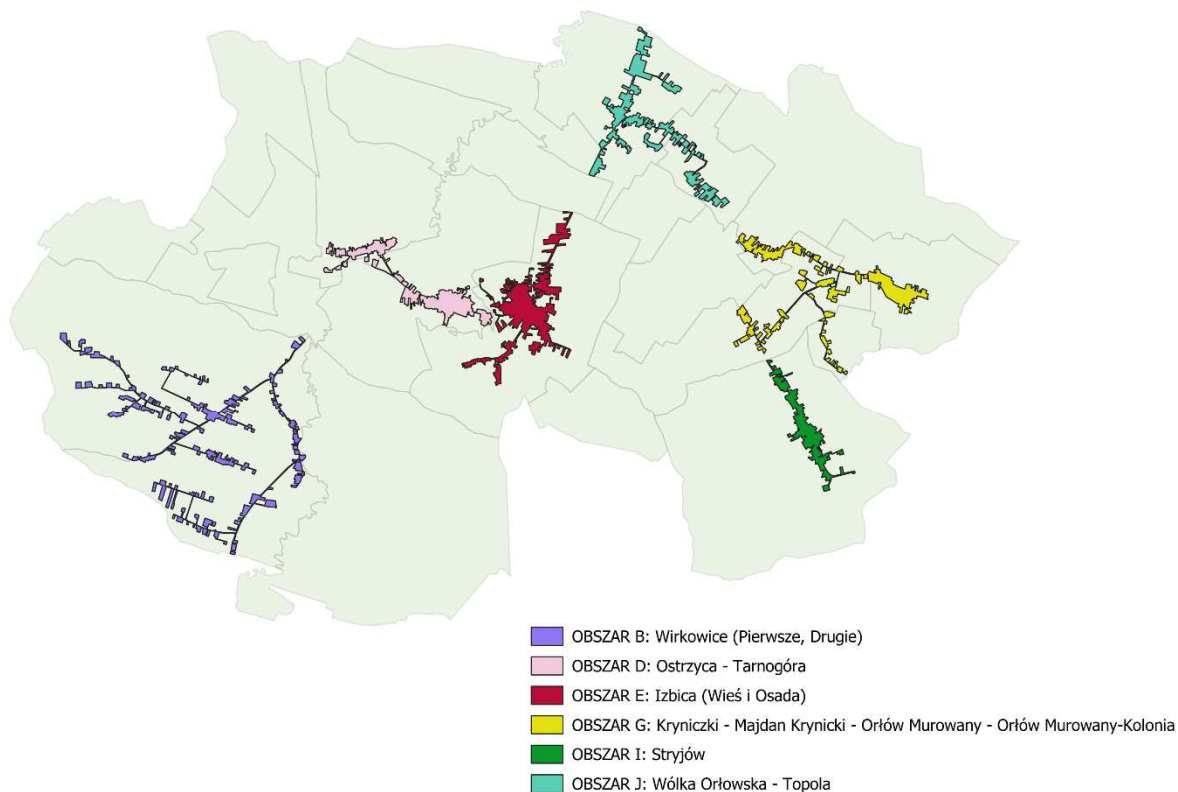 OBSZAR B: Wirkowice (Pierwsze, Drugie)
OBSZAR D: Ostrzyca - Tarnogóra
OBSZAR E: Izbica (Wieś i Osada)
OBSZAR G: Kryniczki - Majdan Krynicki - Orłów Murowany - Orłów Murowany-Kolonia
OBSZAR I: Stryjów
OBSZAR J: Wólka Orłowska - Topola